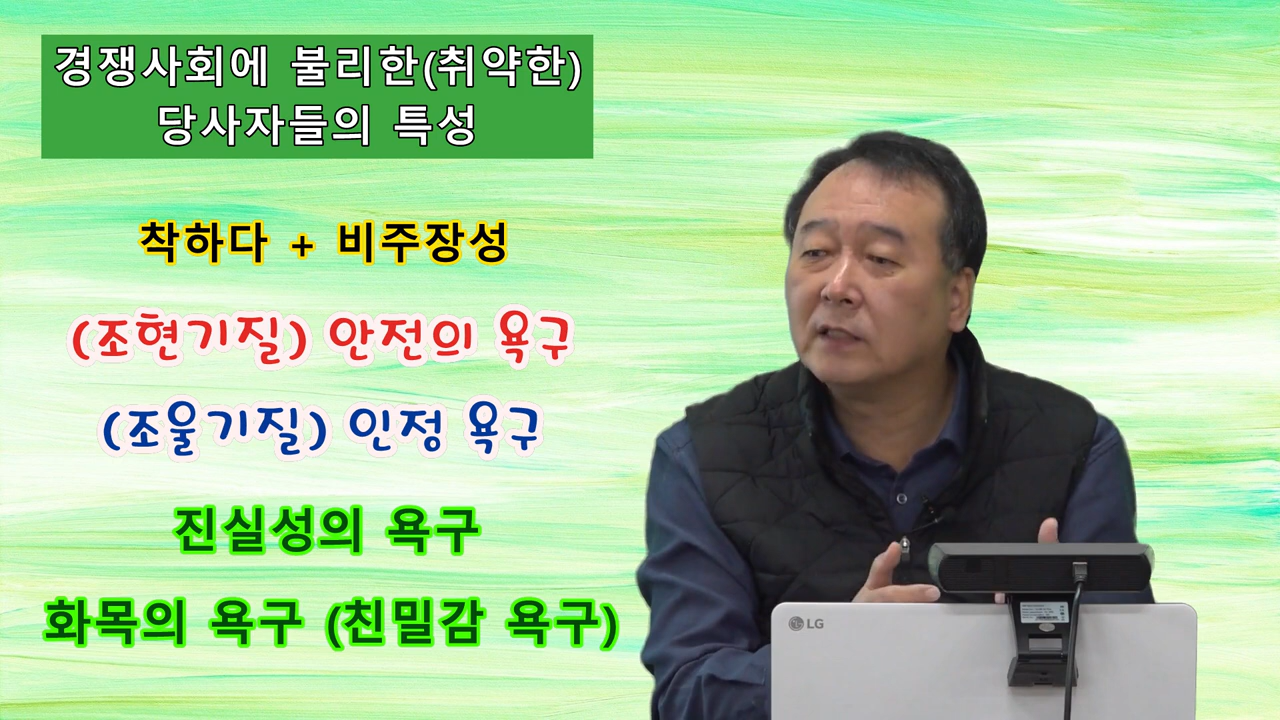 경쟁사회에 불리한(취약한)
당사자들의 특성
착하다 + 비주장성
(조현기질) 안전의 욕구
(조울기질) 인정 욕구
진실성의 욕구
화목의 욕구 (친밀감 욕구)
LG